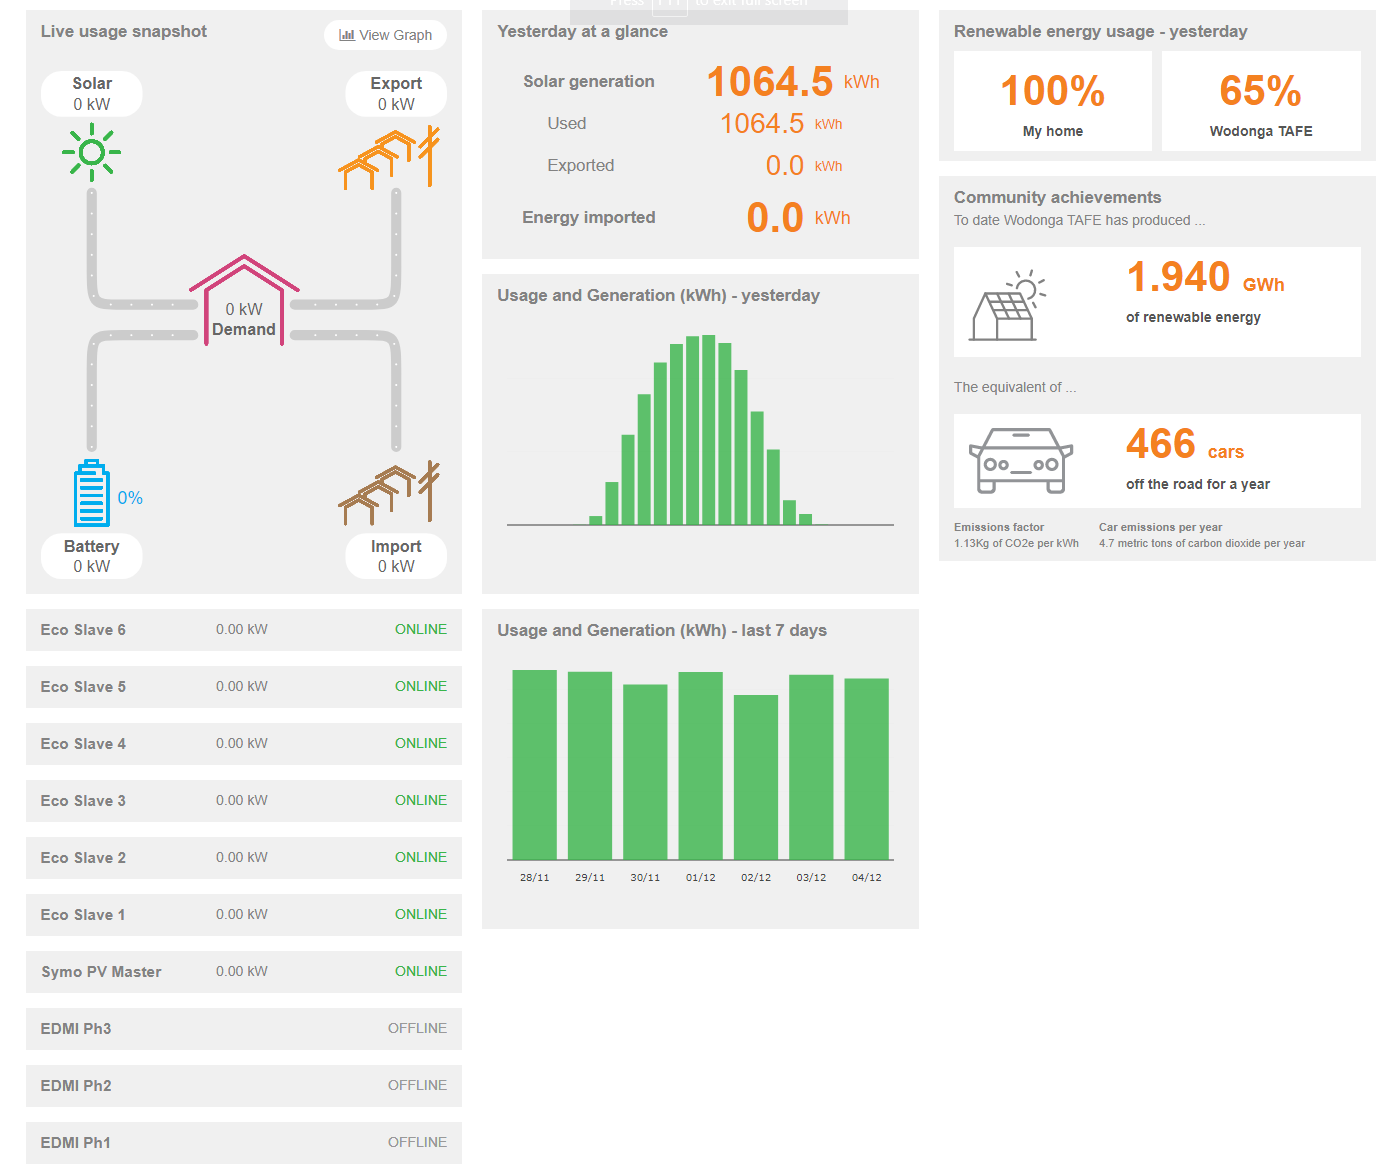 Press F11 to exit full screen
Live usage snapshot
View Graph
Solar
0 kW
Export
0 kW
0 kW
Demand
0%
Battery
0 kW
Import
0 kW
Eco Slave 6 0.00 kW ONLINE
Eco Slave 5 0.00 kW ONLINE
Eco Slave 4 0.00 kW ONLINE
Eco Slave 3 0.00 kW ONLINE
Eco Slave 2 0.00 kW ONLINE
Eco Slave 1 0.00 kW ONLINE
Symo PV Master 0.00 kW ONLINE
EDMI Ph3 OFFLINE
EDMI Ph2 OFFLINE
EDMI Ph1 OFFLINE
Yesterday at a glance
Solar generation 1064.5 kWh
Used 1064.5 kWh
Exported 0.0 kWh
Energy imported 0.0 kWh
Usage and Generation (kWh) - yesterday
Usage and Generation (kWh) - last 7 days
28/11 29/11 30/11 01/12 02/12 03/12 04/12
Renewable energy usage - yesterday
100%
My home
65%
Wodonga TAFE
Community achievements
To date Wodonga TAFE has produced ...
1.940 GWh
of renewable energy
The equivalent of ...
466 cars
off the road for a year
Emissions factor
1.13Kg of CO2e per kWh
Car emissions per year
4.7 metric tons of carbon dioxide per year